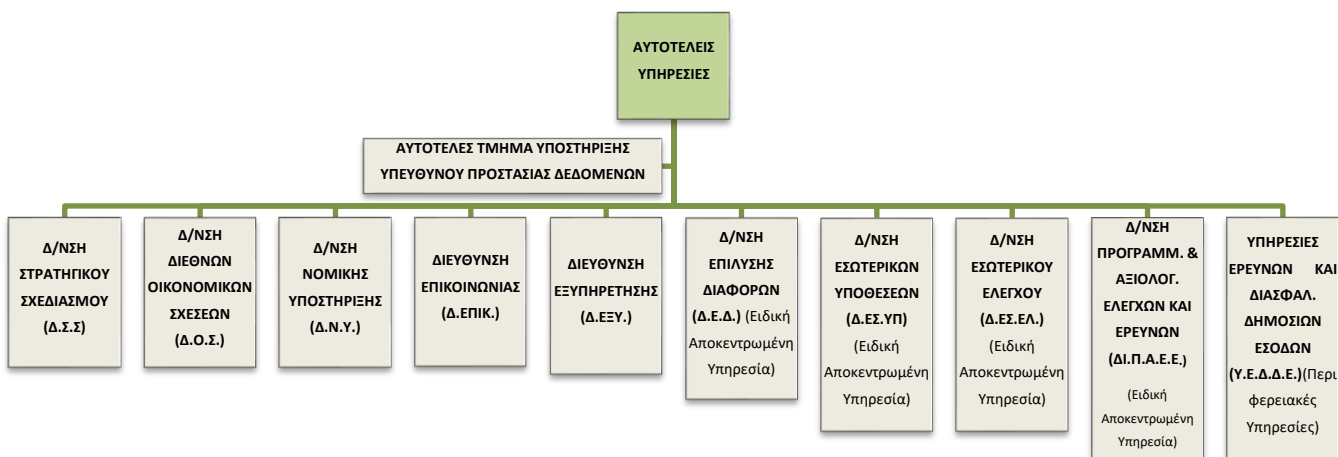 ΑΥΤΟΤΕΛΕΙΣ
ΥΠΗΡΕΣΙΕΣ
ΑΥΤΟΤΕΛΕΣ ΤΜΗΜΑ ΥΠΟΣΤΗΡΙΞΗΣ
ΥΠΕΥΘΥΝΟΥ ΠΡΟΣΤΑΣΙΑΣ ΔΕΔΟΜΕΝΩΝ
Δ/ΝΣΗ
ΣΤΡΑΤΗΓΙΚΟΥ
ΣΧΕΔΙΑΣΜΟΥ
(Δ.Σ.Σ)
Δ/ΝΣΗ
ΔΙΕΘΝΩΝ
ΟΙΚΟΝΟΜΙΚΩΝ
ΣΧΕΣΕΩΝ
(Δ.Ο.Σ.)
Δ/ΝΣΗ
ΝΟΜΙΚΗΣ
ΥΠΟΣΤΗΡΙΞΗΣ
(Δ.Ν.Υ.)
ΔΙΕΥΘΥΝΣΗ
ΕΠΙΚΟΙΝΩΝΙΑΣ
(Δ.ΕΠΙΚ.)
ΔΙΕΥΘΥΝΣΗ
ΕΞΥΠΗΡΕΤΗΣΗΣ
(Δ.ΕΞΥ.)
Δ/ΝΣΗ
ΕΠΙΛΥΣΗΣ
ΔΙΑΦΟΡΩΝ
(Δ.Ε.Δ.) (Ειδική
Αποκεντρωμένη
Υπηρεσία)
Δ/ΝΣΗ
ΕΣΩΤΕΡΙΚΩΝ
ΥΠΟΘΕΣΕΩΝ
(Δ.ΕΣ.ΥΠ)
(Ειδική
Αποκεντρωμένη
Υπηρεσία)
Δ/ΝΣΗ
ΕΣΩΤΕΡΙΚΟΥ
ΕΛΕΓΧΟΥ
(Δ.ΕΣ.ΕΛ.)
(Ειδική
Αποκεντρωμένη
Υπηρεσία)
Δ/ΝΣΗ
ΠΡΟΓΡΑΜΜ. &
ΑΞΙΟΛΟΓ.
ΕΛΕΓΧΩΝ ΚΑΙ
ΕΡΕΥΝΩΝ
(ΔΙ.Π.Α.Ε.Ε.)
(Ειδική
Αποκεντρωμένη
Υπηρεσία)
ΥΠΗΡΕΣΙΕΣ
ΕΡΕΥΝΩΝ ΚΑΙ
ΔΙΑΣΦΑΛ.
ΔΗΜΟΣΙΩΝ
ΕΣΟΔΩΝ
(Υ.Ε.Δ.Δ.Ε.)(Περι
φερειακές
Υπηρεσίες)